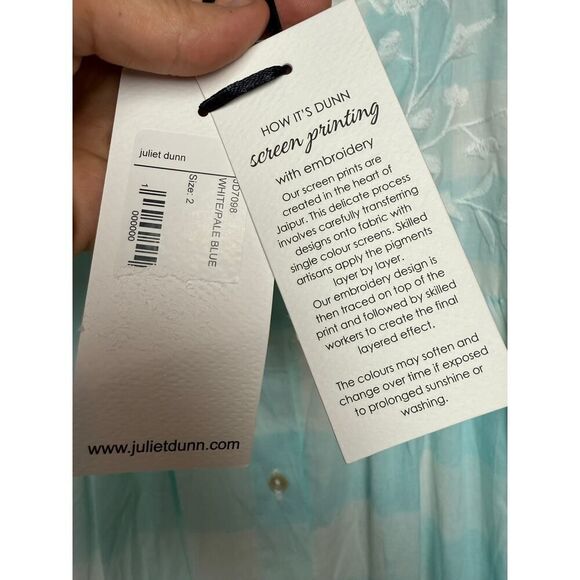 juliet dunn
JD7098
WHITE/PALE BLUE
Size: 2
1 000000
www.julietdunn.com
HOW IT'S DUNN
screen printing
with embroidery
Our screen prints are
created in the heart of
Jaipur. This delicate process
involves carefully transferring
designs onto fabric with
single colour screens. Skilled
artisans apply the pigments
layer by layer.
Our embroidery design is
then traced on top of the
print and followed by skilled
workers to create the final
layered effect.
The colours may soften and
change over time if exposed
to prolonged sunshine or
washing.